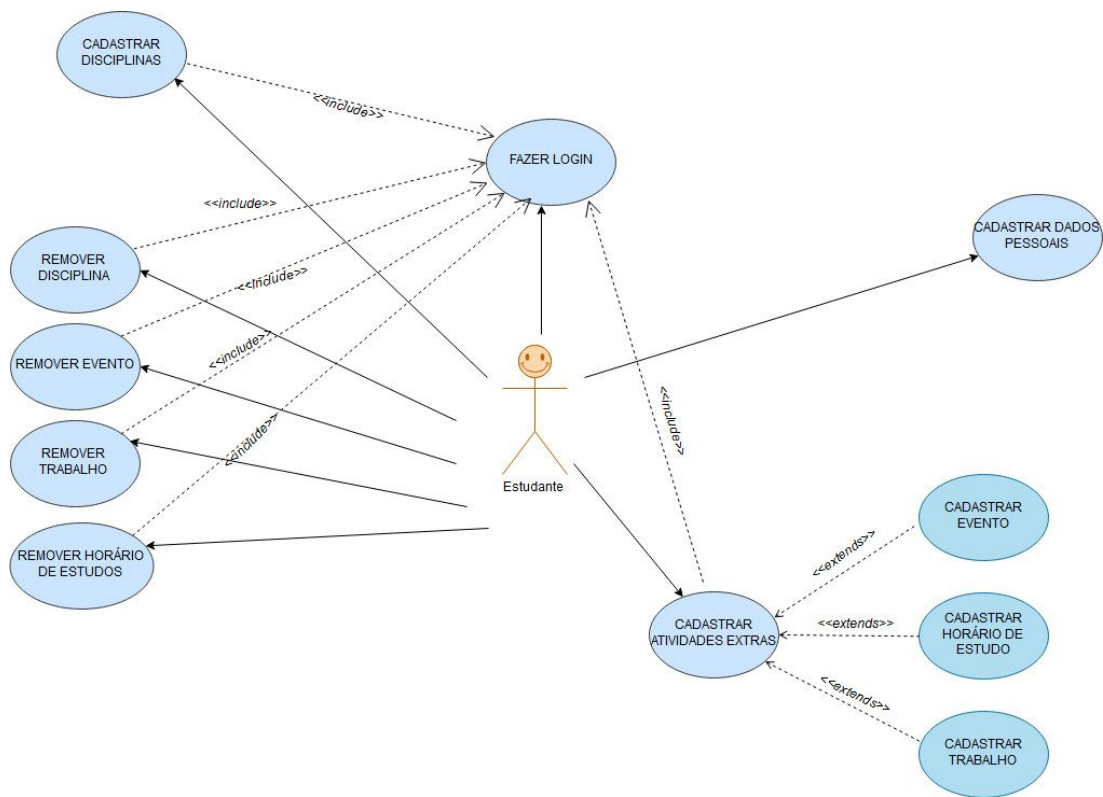 CADASTRAR
DISCIPLINAS
<<include>>
FAZER LOGIN
<<include>>
CADASTRAR DADOS
PESSOAIS
REMOVER
DISCIPLINA
<<Include>>
REMOVER EVENTO
<<include>>
<<include>>
REMOVER
TRABALHO
<<include>>
Estudante
REMOVER HORÁRIO
DE ESTUDOS
CADASTRAR
EVENTO
<<extends>>
CADASTRAR
ATIVIDADES EXTRAS
<<extends>>
CADASTRAR
HORÁRIO DE
ESTUDO
<<extends>>
CADASTRAR
TRABALHO